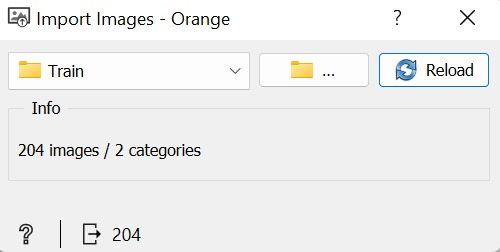 Import Images - Orange ?
Train ... Reload
Info
204 images / 2 categories
? 204